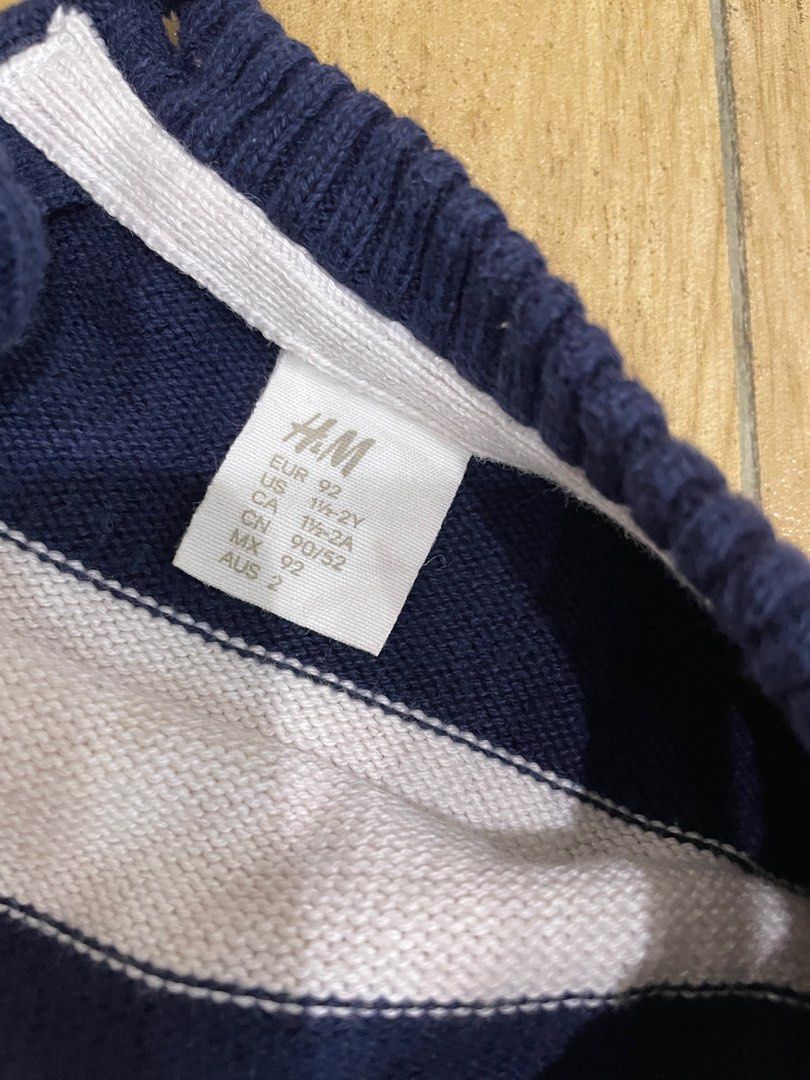 H&M
EUR 92
US 1½-2Y
CA 1½-2A
CN 90/52
MX 92
AUS 2